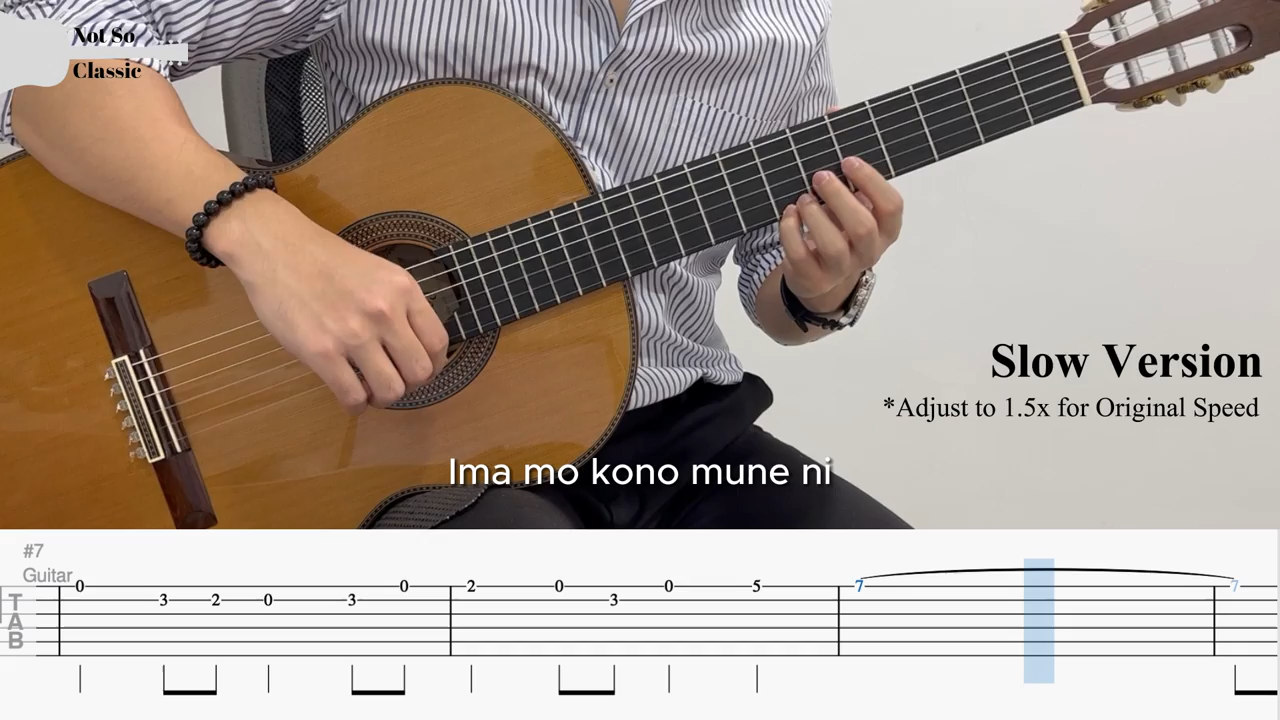 Not So
Classic
Slow Version
*Adjust to 1.5x for Original Speed
Ima mo kono mune ni
#7
Guitar
T
A
B
0 3 2 0 3 0 2 0 3 0 5 7 7